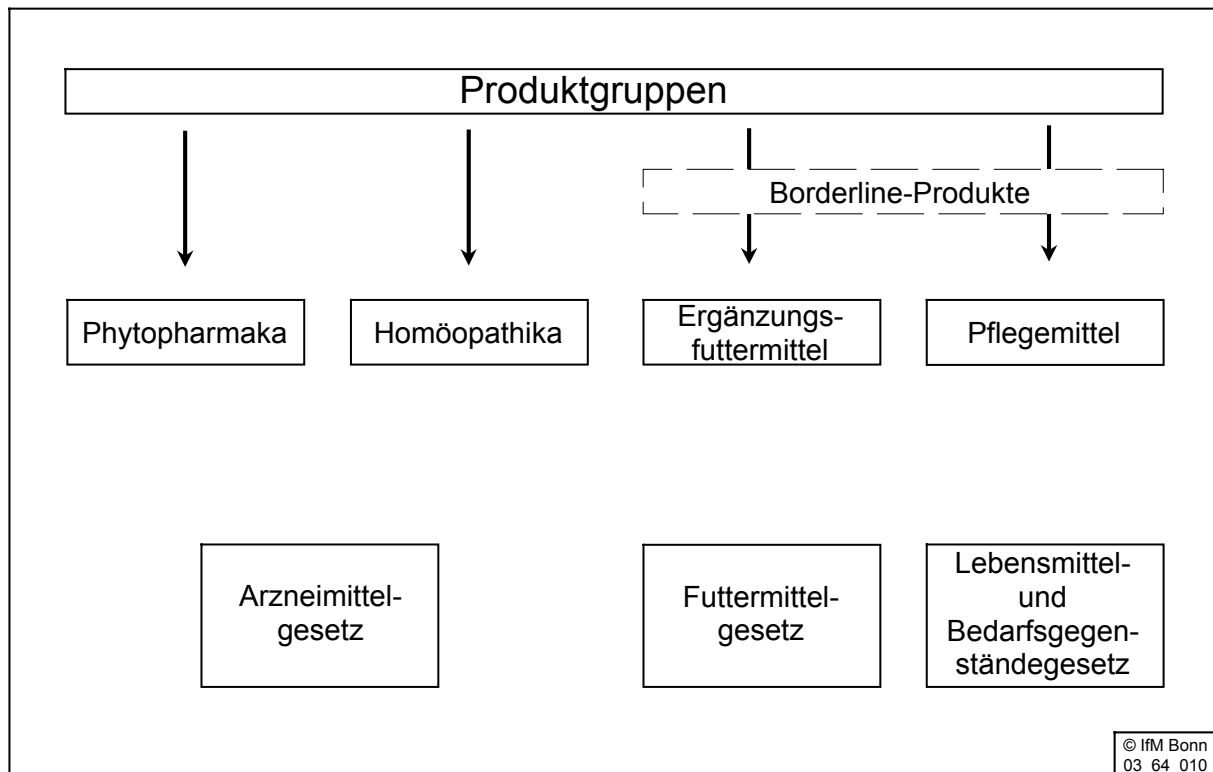 Produktgruppen
Borderline-Produkte
Phytopharmaka
Homöopathika
Ergänzungs-
futtermittel
Pflegemittel
Arzneimittel-
gesetz
Futtermittel-
gesetz
Lebensmittel-
und
Bedarfsgegen-
ständegesetz
© IfM Bonn
03 64 010